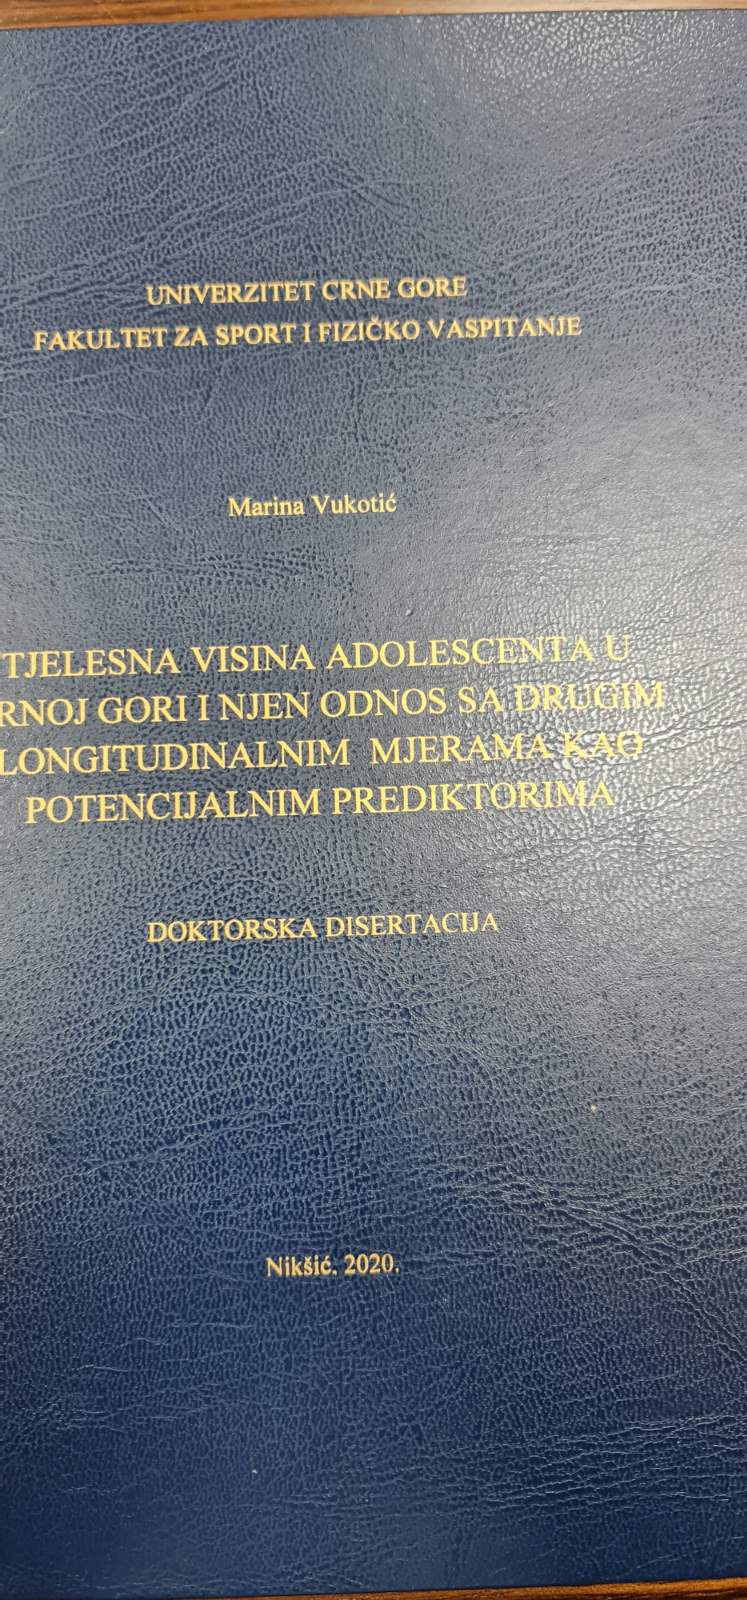 UNIVERZITET CRNE GORE
FAKULTET ZA SPORT I FIZIČKO VASPITANJE
Marina Vukotić
TJELESNA VISINA ADOLESCENTA U
RNOJ GORI I NJEN ODNOS SA DRUGIM
LONGITUDINALNIM MJERAMA KAO
POTENCIJALNIM PREDIKTORIMA
DOKTORSKA DISERTACIJA
Nikšić, 2020.